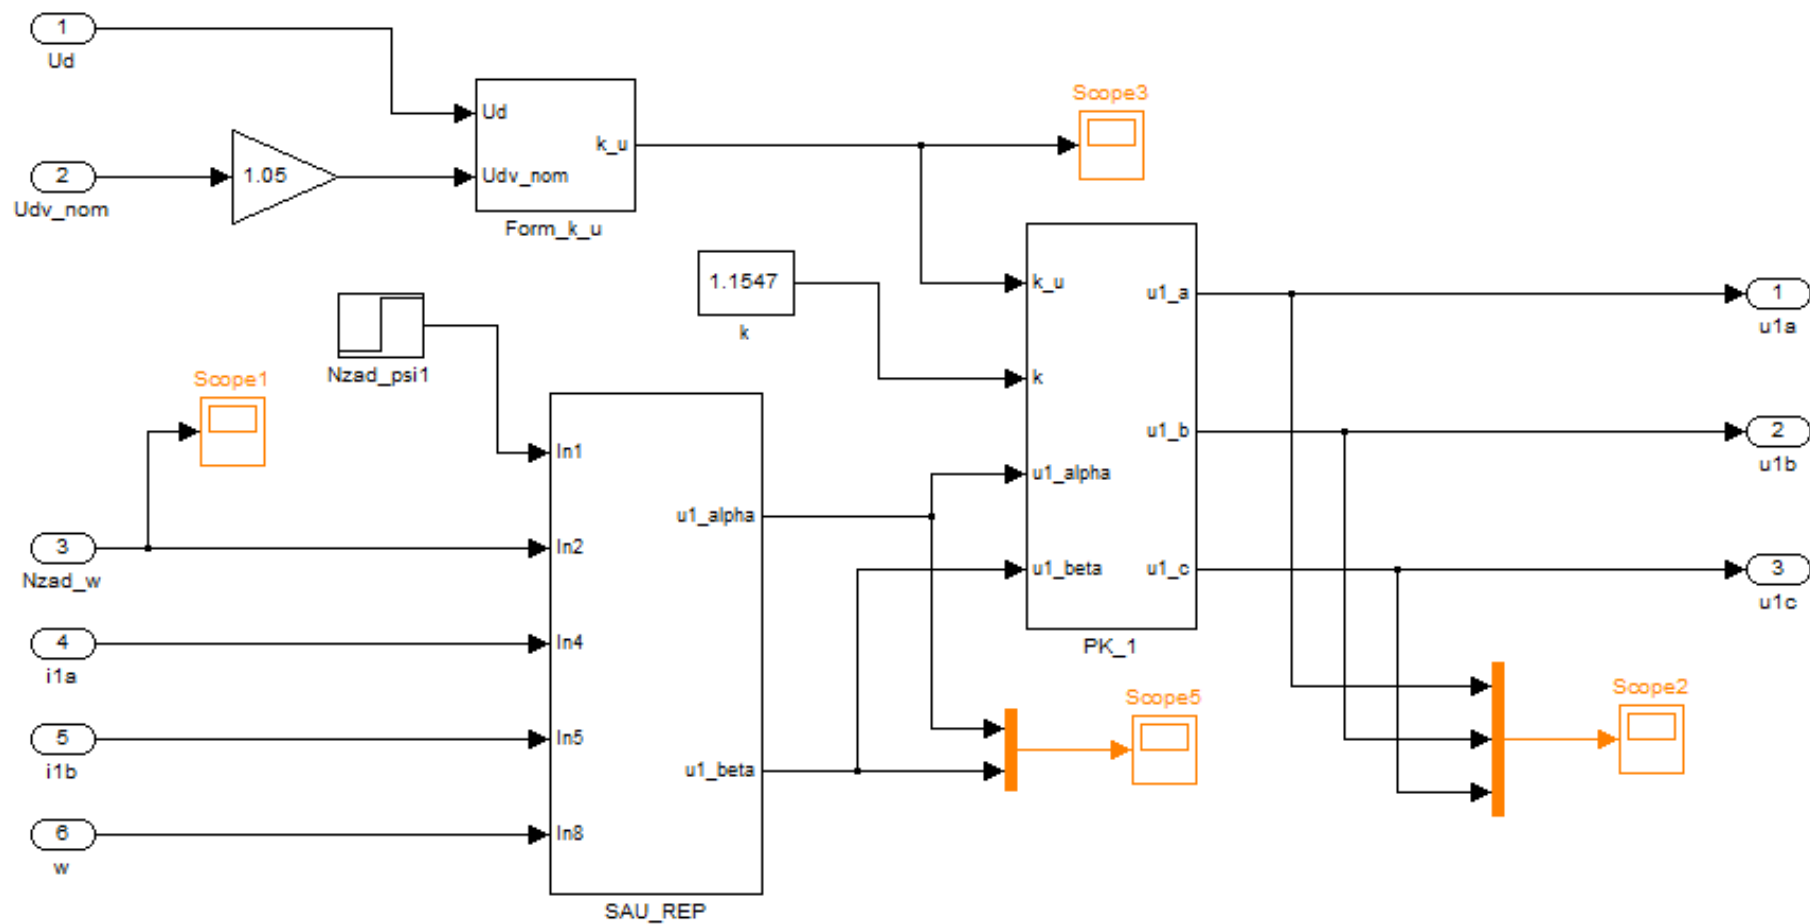 1
Ud
2
Udv_nom
1.05
Ud
Udv_nom
k_u
Form_k_u
Scope3
1.1547
k
Nzad_psi1
Scope1
3
Nzad_w
4
i1a
5
i1b
6
w
In1
In2
In4
In5
In8
u1_alpha
u1_beta
SAU_REP
k_u
k
u1_alpha
u1_beta
u1_a
u1_b
u1_c
PK_1
Scope5
Scope2
1
u1a
2
u1b
3
u1c